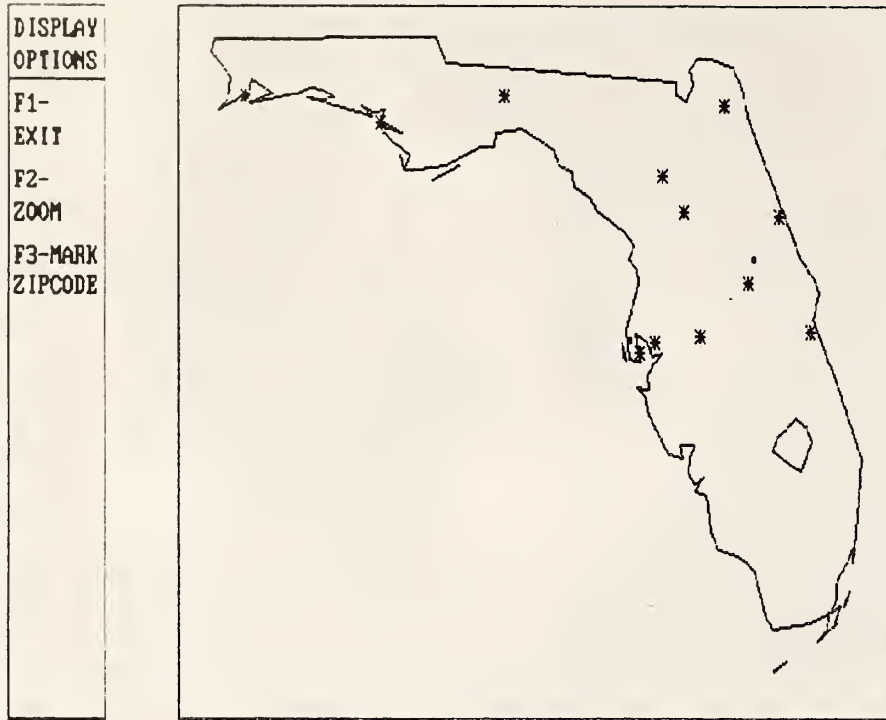 DISPLAY
OPTIONS
F1-
EXIT
F2-
ZOOM
F3-MARK
ZIPCODE